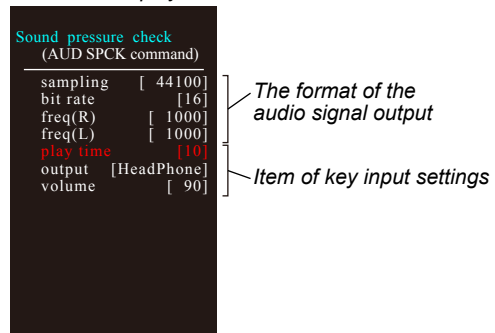 Sound pressure check
(AUD SPCK command)
sampling [ 44100]
bit rate [16]
freq(R) [ 1000]
freq(L) [ 1000]
play time [10]
output [HeadPhone]
volume [ 90]
The format of the
audio signal output
Item of key input settings